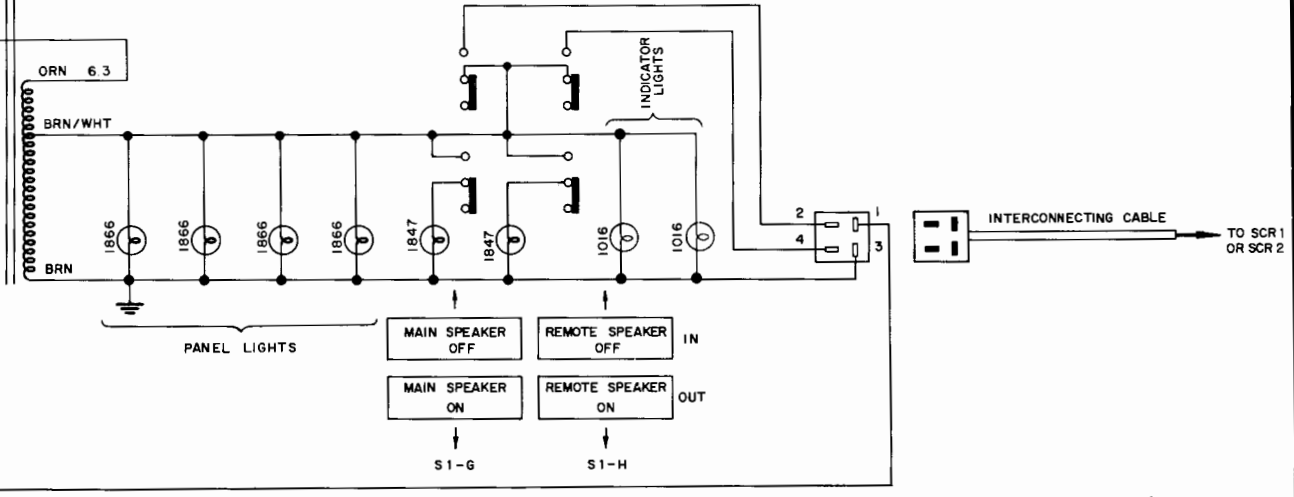 ORN 6.3
INDICATOR
LIGHTS
BRN/WHT
1866
1866
1866
1866
1847
1847
1016
1016
2
1
4
3
INTERCONNECTING CABLE
TO SCR 1
OR SCR 2
BRN
PANEL LIGHTS
MAIN SPEAKER
OFF
REMOTE SPEAKER
OFF
IN
MAIN SPEAKER
ON
REMOTE SPEAKER
ON
OUT
S1-G
S1-H